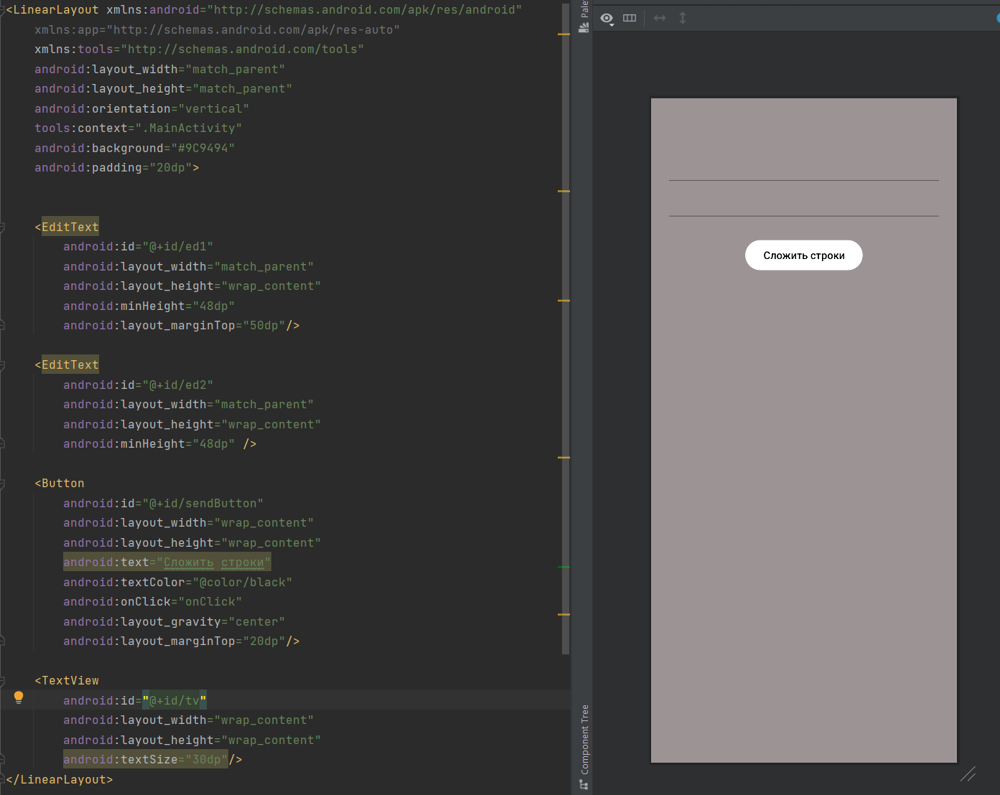 <LinearLayout xmlns:android="http://schemas.android.com/apk/res/android"
    xmlns:app="http://schemas.android.com/apk/res-auto"
    xmlns:tools="http://schemas.android.com/tools"
    android:layout_width="match_parent"
    android:layout_height="match_parent"
    android:orientation="vertical"
    tools:context=".MainActivity"
    android:background="#9C9494"
    android:padding="20dp">
    <EditText
        android:id="@+id/ed1"
        android:layout_width="match_parent"
        android:layout_height="wrap_content"
        android:minHeight="48dp"
        android:layout_marginTop="50dp"/>
    <EditText
        android:id="@+id/ed2"
        android:layout_width="match_parent"
        android:layout_height="wrap_content"
        android:minHeight="48dp" />
    <Button
        android:id="@+id/sendButton"
        android:layout_width="wrap_content"
        android:layout_height="wrap_content"
        android:text="Сложить строки"
        android:textColor="@color/black"
        android:onClick="onClick"
        android:layout_gravity="center"
        android:layout_marginTop="20dp"/>
    <TextView
        android:id="@+id/tv"
        android:layout_width="wrap_content"
        android:layout_height="wrap_content"
        android:textSize="30dp"/>
</LinearLayout>
Pale
Component Tree
Сложить строки